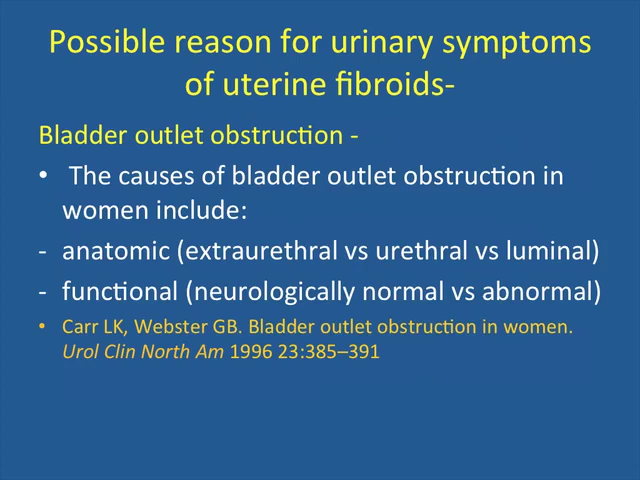 Possible reason for urinary symptoms
of uterine fibroids-
Bladder outlet obstruction -
• The causes of bladder outlet obstruction in
women include:
- anatomic (extraurethral vs urethral vs luminal)
- functional (neurologically normal vs abnormal)
• Carr LK, Webster GB. Bladder outlet obstruction in women.
Urol Clin North Am 1996 23:385–391